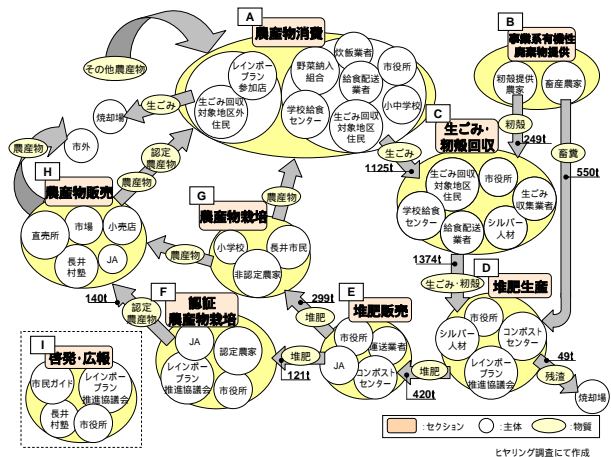 A
農産物消費
その他農産物
レインボー
プラン
参加店
野菜納入
組合
炊飯業者
給食配送
業者
市役所
小中学校
生ごみ回収
対象地区外
住民
学校給食
センター
生ごみ回収
対象地区
住民
焼却場
生ごみ
B
事業系有機性
廃棄物提供
籾殻提供
農家
畜産農家
籾殻
249t
畜糞
550t
C
生ごみ・
籾殻回収
生ごみ
1125t
生ごみ回収
対象地区
住民
市役所
生ごみ
収集業者
学校給食
センター
給食配送
業者
シルバー
人材
1374t
生ごみ・籾殻
D
堆肥生産
市役所
シルバー
人材
コンポスト
センター
レインボー
プラン
推進協議会
49t
残渣
焼却場
堆肥
420t
E
堆肥販売
市役所
運送業者
JA
コンポスト
センター
299t
堆肥
堆肥
121t
F
認証
農産物栽培
JA
認定農家
レインボー
プラン
推進協議会
市役所
140t
認定
農産物
G
農産物栽培
小学校
長井市民
非認定農家
農産物
農産物
H
農産物販売
直売所
市場
小売店
長井
村塾
JA
農産物
認定
農産物
農産物
市外
I
啓発・広報
市民ガイド
レインボー
プラン
推進協議会
長井
村塾
市役所
:セクション
:主体
:物質
ヒヤリング調査にて作成